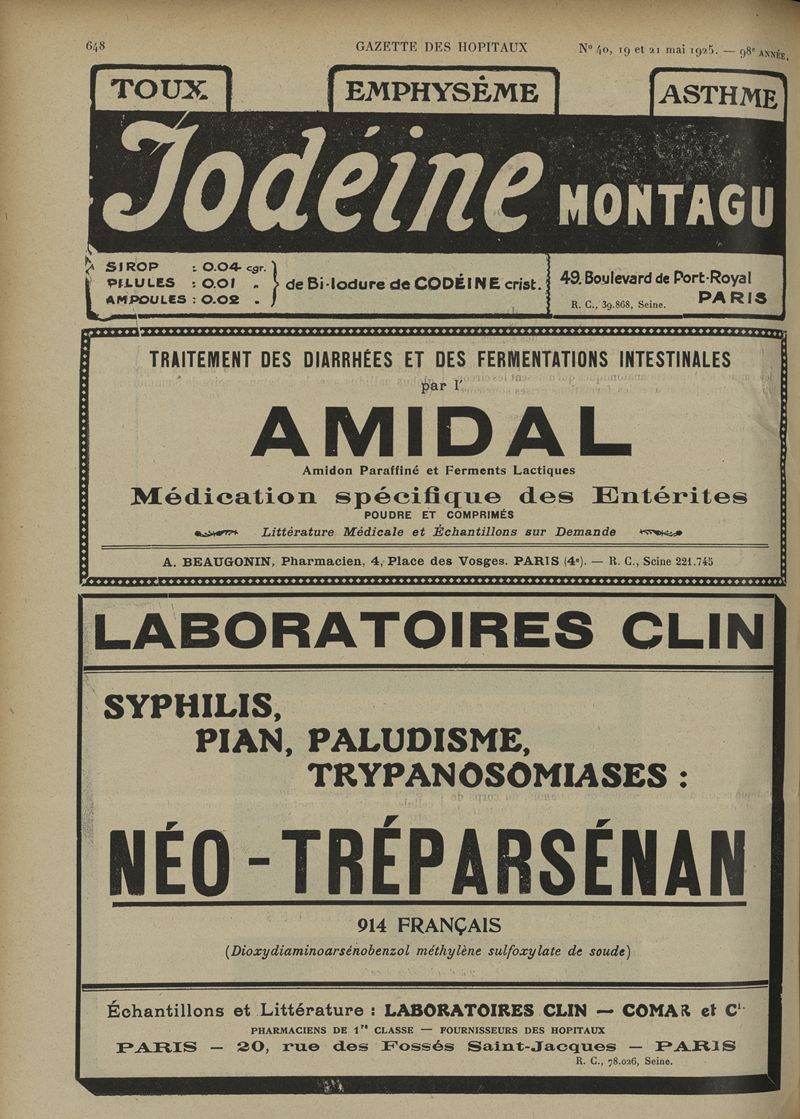 648 GAZETTE DES HOPITAUX N° 40, 19 et 21 mai 1925. — 98e ANNÉE.
TOUX EMPHYSÈME ASTHME
Iodéine MONTAGU
SIROP : 0.04 cgr.
PILULES : 0.01 „
AMPOULES : 0.02 „
de Bi-Iodure de CODÉINE crist.
49, Boulevard de Port-Royal
R. C., 39.868, Seine. PARIS
TRAITEMENT DES DIARRHÉES ET DES FERMENTATIONS INTESTINALES
par l'
AMIDAL
Amidon Paraffiné et Ferments Lactiques
Médication spécifique des Entérites
POUDRE ET COMPRIMÉS
Littérature Médicale et Échantillons sur Demande
A. BEAUGONIN, Pharmacien, 4, Place des Vosges. PARIS (4e). — R. C., Seine 221.745
LABORATOIRES CLIN
SYPHILIS,
PIAN, PALUDISME,
TRYPANOSOMIASES :
NÉO-TRÉPARSÉNAN
914 FRANÇAIS
(Dioxydiaminoarsénobenzol méthylène sulfoxylate de soude)
Échantillons et Littérature : LABORATOIRES CLIN — COMAR et Cie
PHARMACIENS DE 1re CLASSE — FOURNISSEURS DES HOPITAUX
PARIS — 20, rue des Fossés Saint-Jacques — PARIS
R. C., 78.026, Seine.